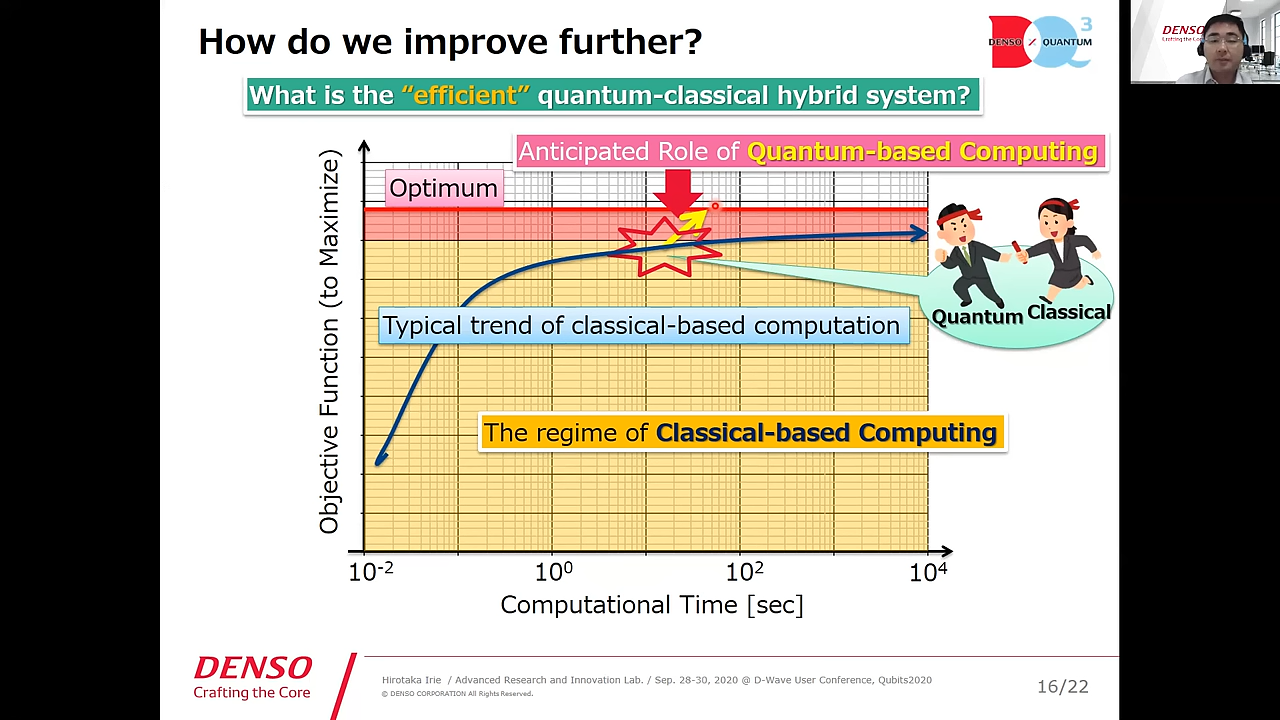 How do we improve further?
DENSO × QUANTUM
3
DENSO
Crafting the Core
What is the “efficient” quantum-classical hybrid system?
Anticipated Role of Quantum-based Computing
Optimum
Objective Function (to Maximize)
Typical trend of classical-based computation
Quantum
Classical
The regime of Classical-based Computing
10-2
100
102
104
Computational Time [sec]
DENSO
Crafting the Core
Hirotaka Irie / Advanced Research and Innovation Lab. / Sep. 28-30, 2020 @ D-Wave User Conference, Qubits2020
© DENSO CORPORATION All Rights Reserved.
16/22